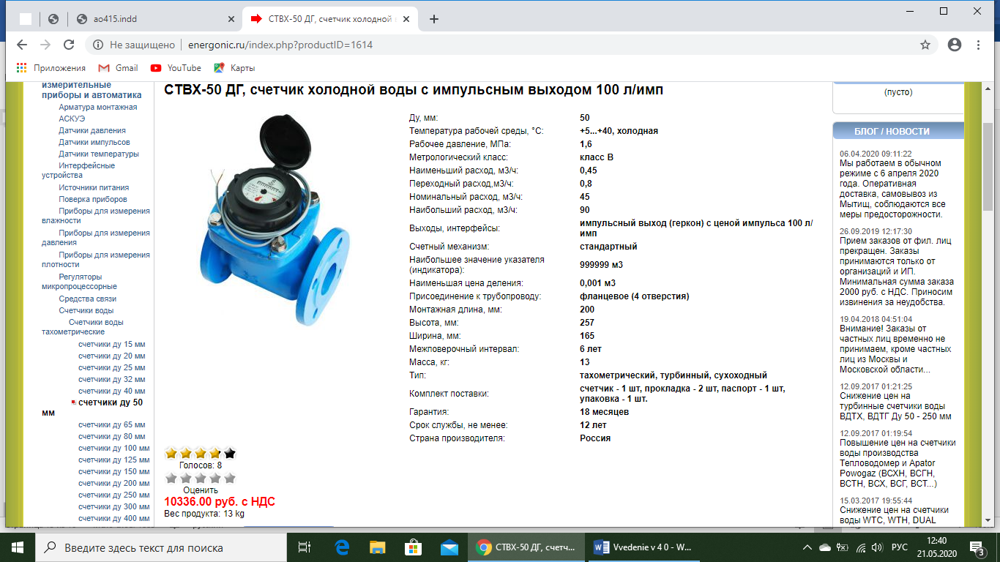 ao415.indd
СТВХ-50 ДГ, счетчик холодной
Не защищено
energonic.ru/index.php?productID=1614
Приложения
Gmail
YouTube
Карты
измерительные
приборы и автоматика
Арматура монтажная
АСКУЭ
Датчики давления
Датчики импульсов
Датчики температуры
Интерфейсные
устройства
Источники питания
Поверка приборов
Приборы для измерения
влажности
Приборы для измерения
давления
Приборы для измерения
плотности
Регуляторы
микропроцессорные
Средства связи
Счетчики воды
Счетчики воды
тахометрические
счетчики ду 15 мм
счетчики ду 20 мм
счетчики ду 25 мм
счетчики ду 32 мм
счетчики ду 40 мм
счетчики ду 50
мм
счетчики ду 65 мм
счетчики ду 80 мм
счетчики ду 100 мм
счетчики ду 125 мм
счетчики ду 150 мм
счетчики ду 200 мм
счетчики ду 250 мм
счетчики ду 300 мм
счетчики ду 400 мм
СТВХ-50 ДГ, счетчик холодной воды с импульсным выходом 100 л/имп
Ду, мм: 50
Температура рабочей среды, °С: +5...+40, холодная
Рабочее давление, МПа: 1,6
Метрологический класс: класс В
Наименьший расход, м3/ч: 0,45
Переходный расход,м3/ч: 0,8
Номинальный расход, м3/ч: 45
Наибольший расход, м3/ч: 90
Выходы, интерфейсы: импульсный выход (геркон) с ценой импульса 100 л/
имп
Счетный механизм: стандартный
Наибольшее значение указателя
(индикатора): 999999 м3
Наименьшая цена деления: 0,001 м3
Присоединение к трубопроводу: фланцевое (4 отверстия)
Монтажная длина, мм: 200
Высота, мм: 257
Ширина, мм: 165
Межповерочный интервал: 6 лет
Масса, кг: 13
Тип: тахометрический, турбинный, сухоходный
Комплект поставки: счетчик - 1 шт, прокладка - 2 шт, паспорт - 1 шт,
упаковка - 1 шт.
Гарантия: 18 месяцев
Срок службы, не менее: 12 лет
Страна производителя: Россия
Голосов: 8
Оценить
10336.00 руб. с НДС
Вес продукта: 13 kg
(пусто)
БЛОГ / НОВОСТИ
06.04.2020 09:11:22
Мы работаем в обычном
режиме с 6 апреля 2020
года. Оперативная
доставка, самовывоз из
Мытищ, соблюдаются все
меры предосторожности.
26.09.2019 12:17:30
Прием заказов от физ. лиц
прекращен. Заказы
принимаются только от
организаций и ИП.
Минимальная сумма заказа
2000 руб. с НДС. Приносим
извинения за неудобства.
19.04.2018 04:51:04
Внимание! Заказы от
частных лиц временно не
принимаем, кроме частных
лиц из Москвы и
Московской области...
12.09.2017 01:21:25
Снижение цен на
турбинные счетчики воды
ВДТХ, ВДТГ Ду 50 - 250 мм
12.09.2017 01:19:54
Повышение цен на счетчики
воды производства
Тепловодомер и Apator
Powogaz (ВСХН, ВСГН,
ВСТН, ВСХ, ВСГ, ВСТ...)
15.03.2017 19:55:44
Снижение цен на счетчики
воды WTC, WTH, DUAL
Введите здесь текст для поиска
СТВХ-50 ДГ, счетч...
Vvedenie v 4 0 - W...
РУС
12:40
21.05.2020
3